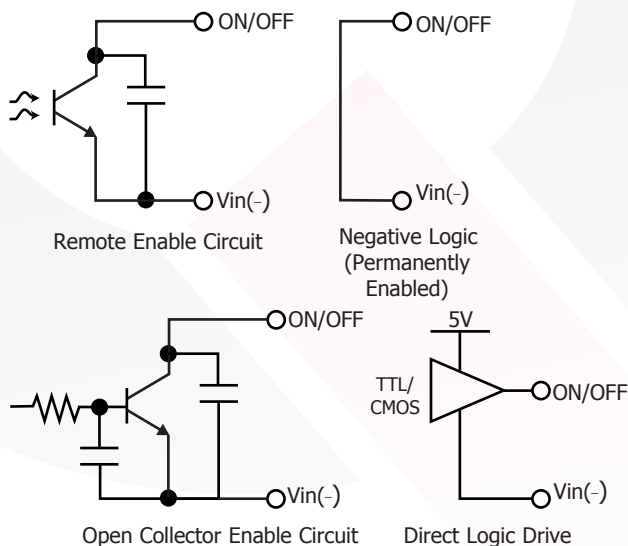 ON/OFF
Vin(–)
Remote Enable Circuit
ON/OFF
Vin(–)
Negative Logic
(Permanently
Enabled)
ON/OFF
Vin(–)
Open Collector Enable Circuit
5V
TTL/
CMOS
ON/OFF
Vin(–)
Direct Logic Drive